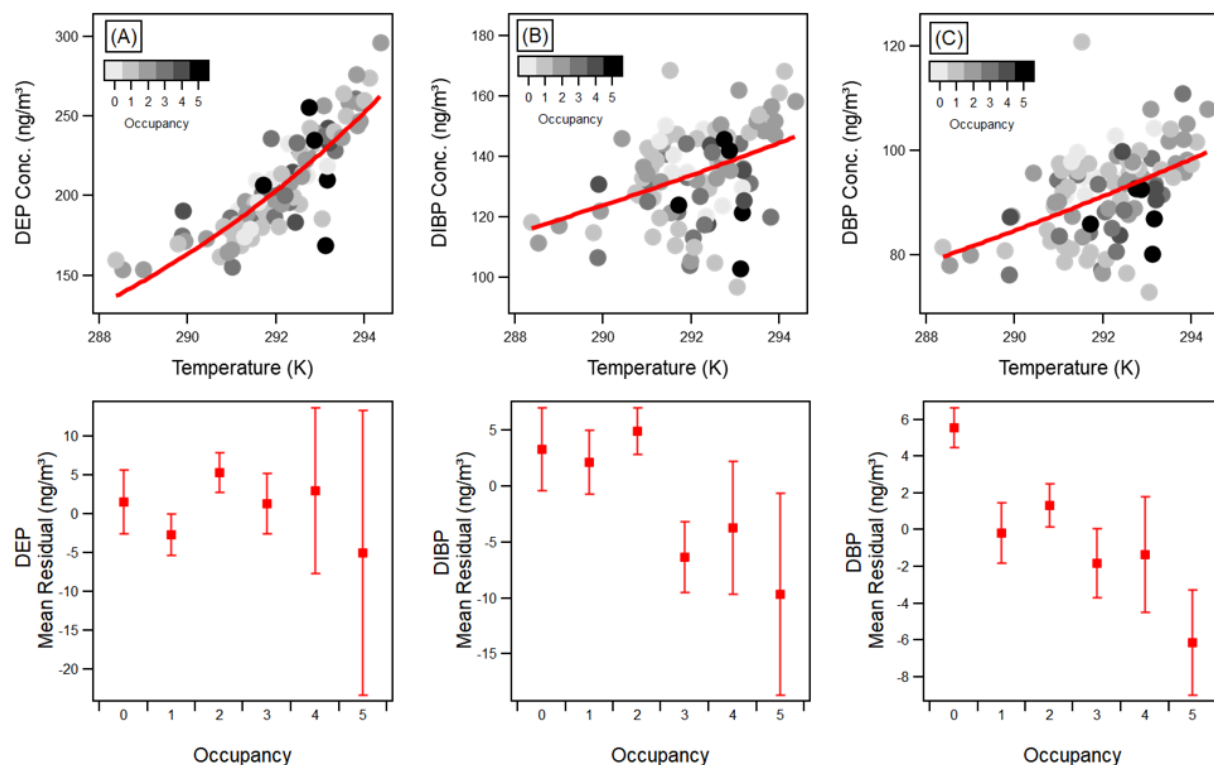 (A)
0 1 2 3 4 5
Occupancy
300
250
200
150
288 290 292 294
DEP Conc. (ng/m³)
Temperature (K)
(B)
0 1 2 3 4 5
Occupancy
180
160
140
120
100
288 290 292 294
DIBP Conc. (ng/m³)
Temperature (K)
(C)
0 1 2 3 4 5
Occupancy
120
100
80
288 290 292 294
DBP Conc. (ng/m³)
Temperature (K)
DEP
Mean Residual (ng/m³)
10
5
0
-5
-10
-15
-20
0 1 2 3 4 5
Occupancy
DIBP
Mean Residual (ng/m³)
5
0
-5
-10
-15
0 1 2 3 4 5
Occupancy
DBP
Mean Residual (ng/m³)
6
4
2
0
-2
-4
-6
-8
0 1 2 3 4 5
Occupancy